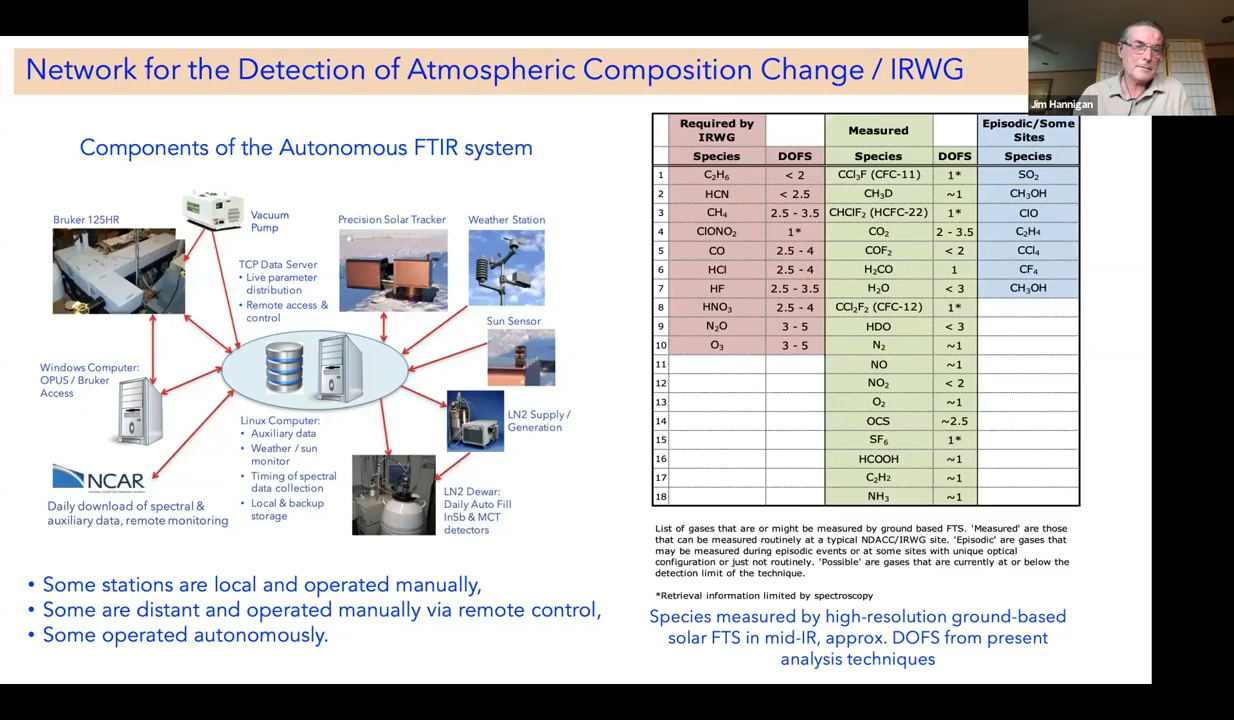 Network for the Detection of Atmospheric Composition Change / IRWG
Jim Hannigan
Components of the Autonomous FTIR system
Bruker 125HR
Vacuum
Pump
TCP Data Server
• Live parameter
distribution
• Remote access &
control
Precision Solar Tracker
Weather Station
Sun Sensor
Windows Computer:
OPUS / Bruker
Access
LN2 Supply /
Generation
Linux Computer:
• Auxiliary data
• Weather / sun
monitor
• Timing of spectral
data collection
• Local & backup
storage
NCAR
Daily download of spectral &
auxiliary data, remote monitoring
LN2 Dewar:
Daily Auto Fill
InSb & MCT
detectors
• Some stations are local and operated manually,
• Some are distant and operated manually via remote control,
• Some operated autonomously.
Required by IRWG Measured Episodic/Some Sites
Species DOFS Species DOFS Species
1 C₂H₆ < 2 CCl₃F (CFC-11) 1* SO₂
2 HCN < 2.5 CH₃D ~1 CH₃OH
3 CH₄ 2.5 - 3.5 CHClF₂ (HCFC-22) 1* ClO
4 ClONO₂ 1* CO₂ 2 - 3.5 C₂H₄
5 CO 2.5 - 4 COF₂ < 2 CCl₄
6 HCl 2.5 - 4 H₂CO 1 CF₄
7 HF 2.5 - 3.5 H₂O < 3 CH₃OH
8 HNO₃ 2.5 - 4 CCl₂F₂ (CFC-12) 1*
9 N₂O 3 - 5 HDO < 3
10 O₃ 3 - 5 N₂ ~1
11 NO ~1
12 NO₂ < 2
13 O₂ ~1
14 OCS ~2.5
15 SF₆ 1*
16 HCOOH ~1
17 C₂H₂ ~1
18 NH₃ ~1
List of gases that are or might be measured by ground based FTS. 'Measured' are those
that can be measured routinely at a typical NDACC/IRWG site. 'Episodic' are gases that
may be measured during episodic events or at some sites with unique optical
configuration or just not routinely. 'Possible' are gases that are currently at or below the
detection limit of the technique.
*Retrieval information limited by spectroscopy
Species measured by high-resolution ground-based
solar FTS in mid-IR, approx. DOFS from present
analysis techniques